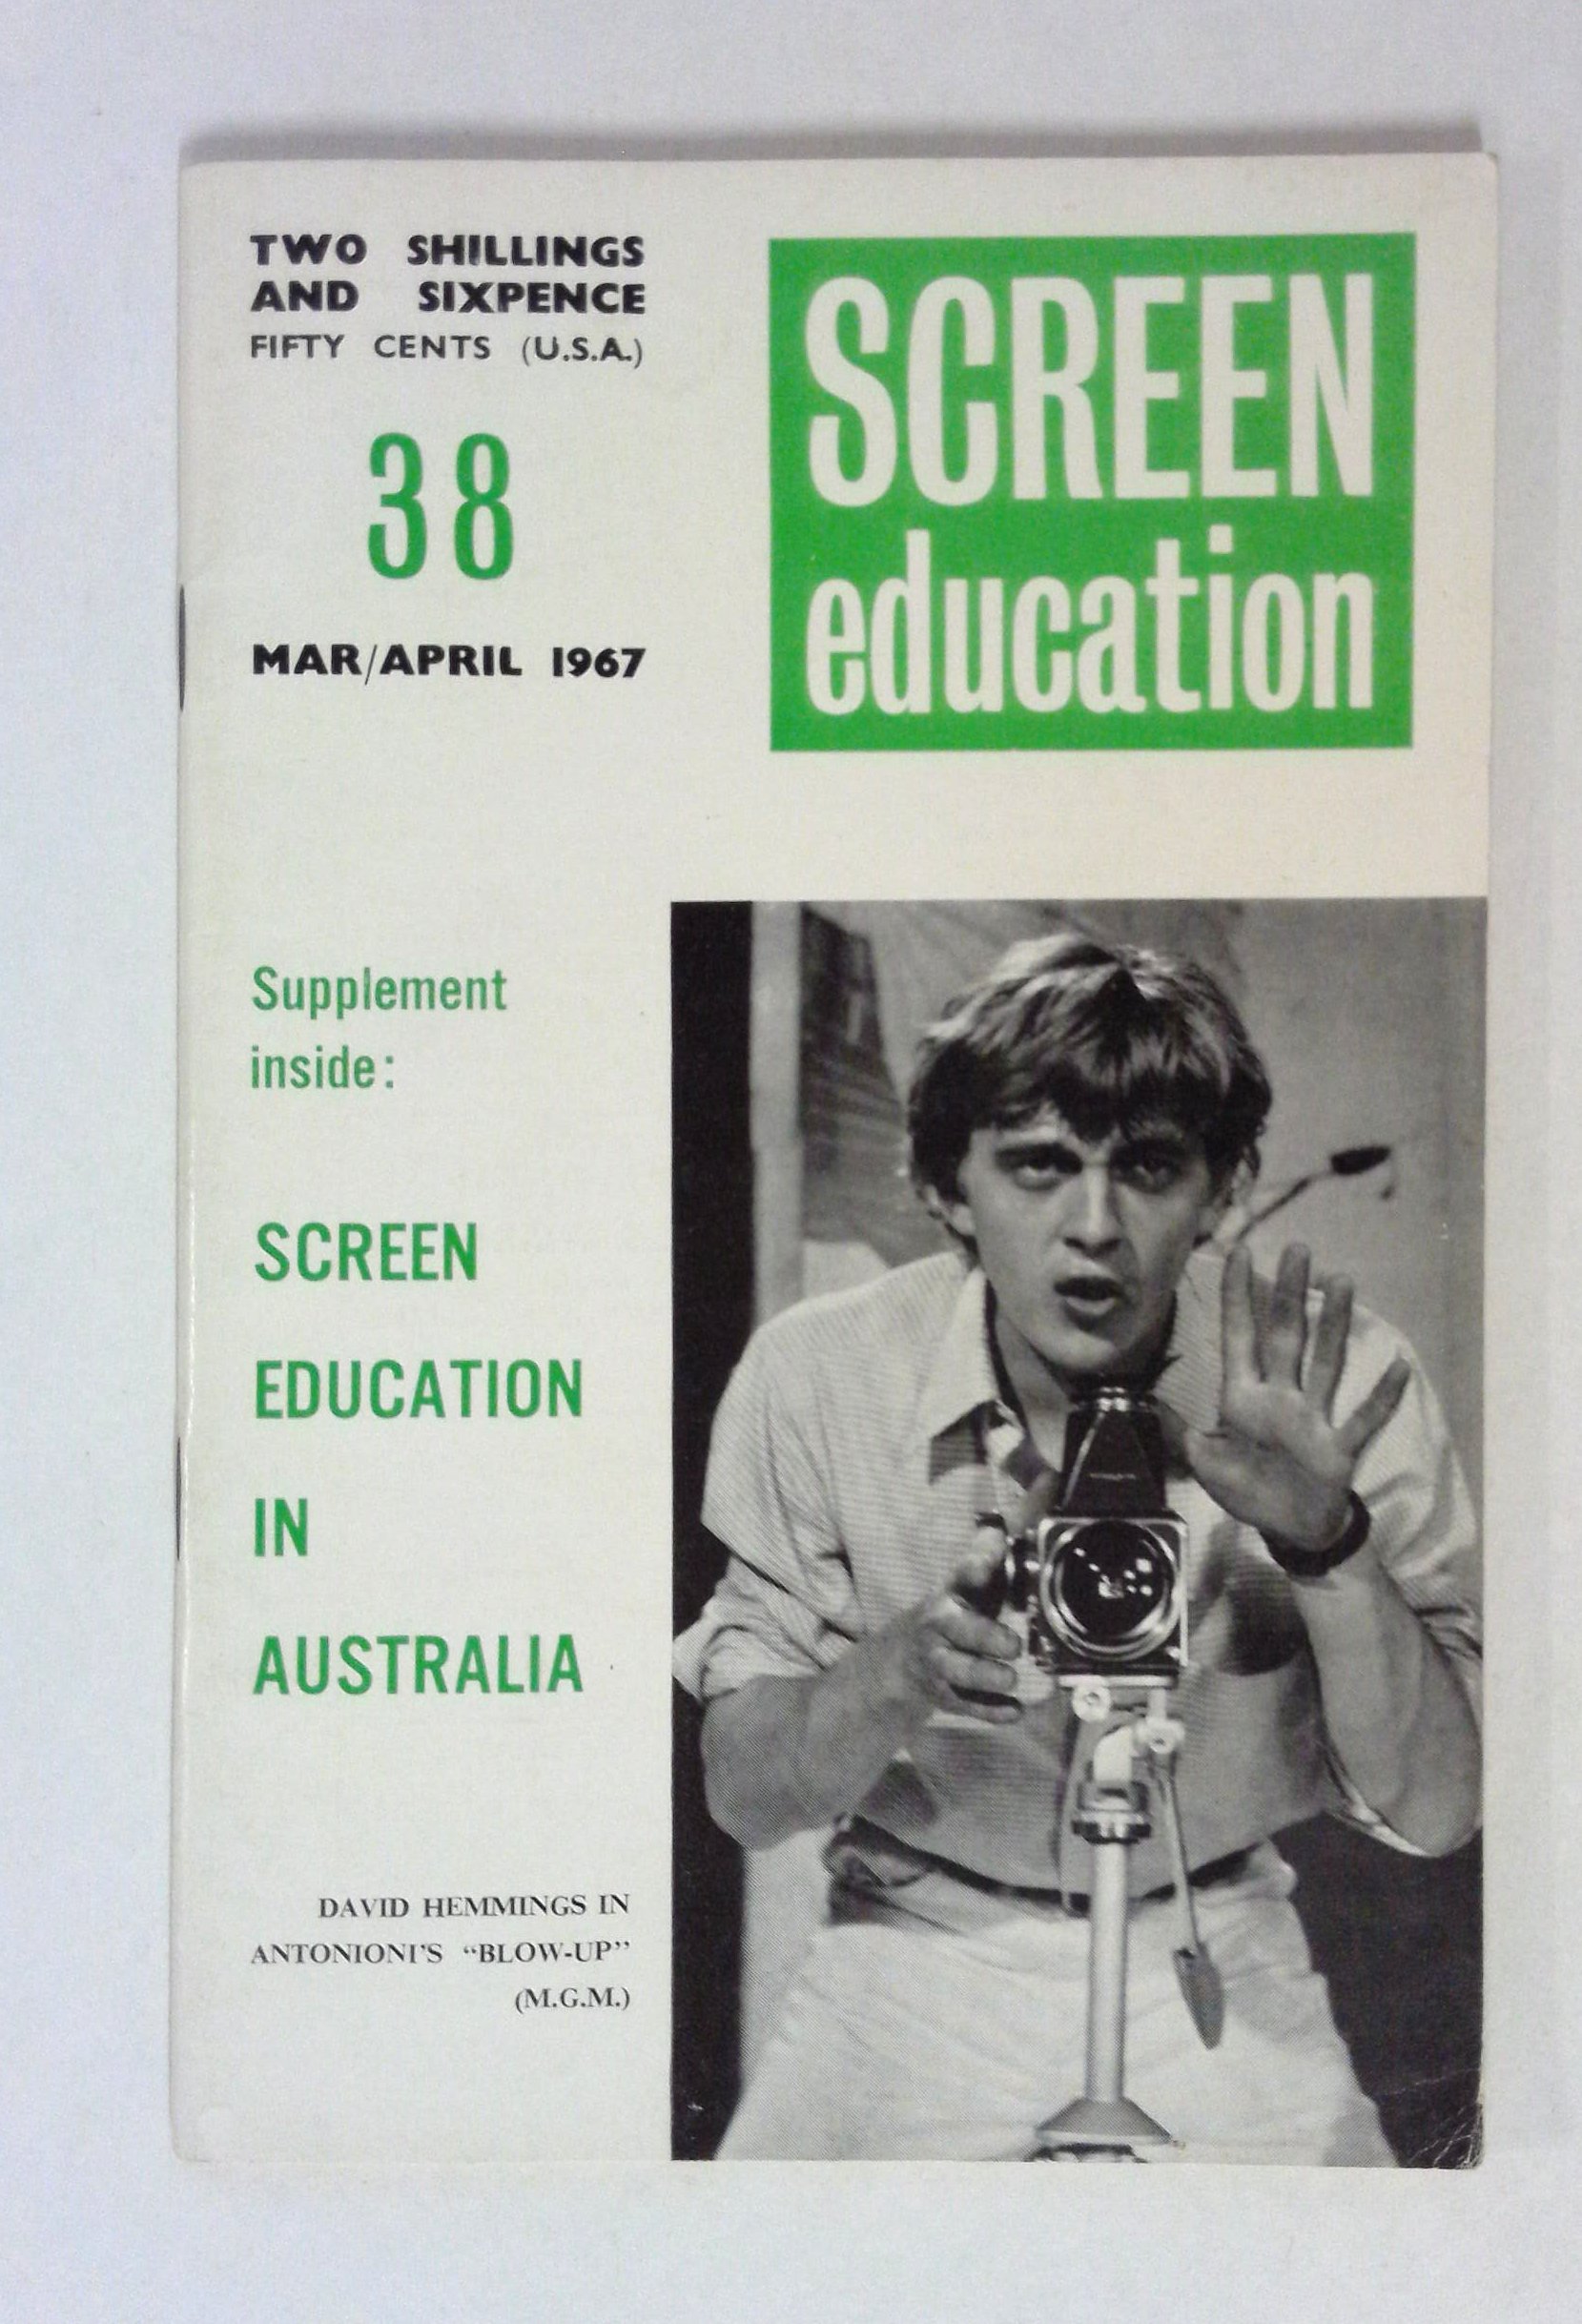 TWO SHILLINGS
AND SIXPENCE
FIFTY CENTS (U.S.A.)
38
MAR/APRIL 1967
SCREEN
education
Supplement
inside:
SCREEN
EDUCATION
IN
AUSTRALIA
DAVID HEMMINGS IN
ANTONIONI'S “BLOW-UP”
(M.G.M.)